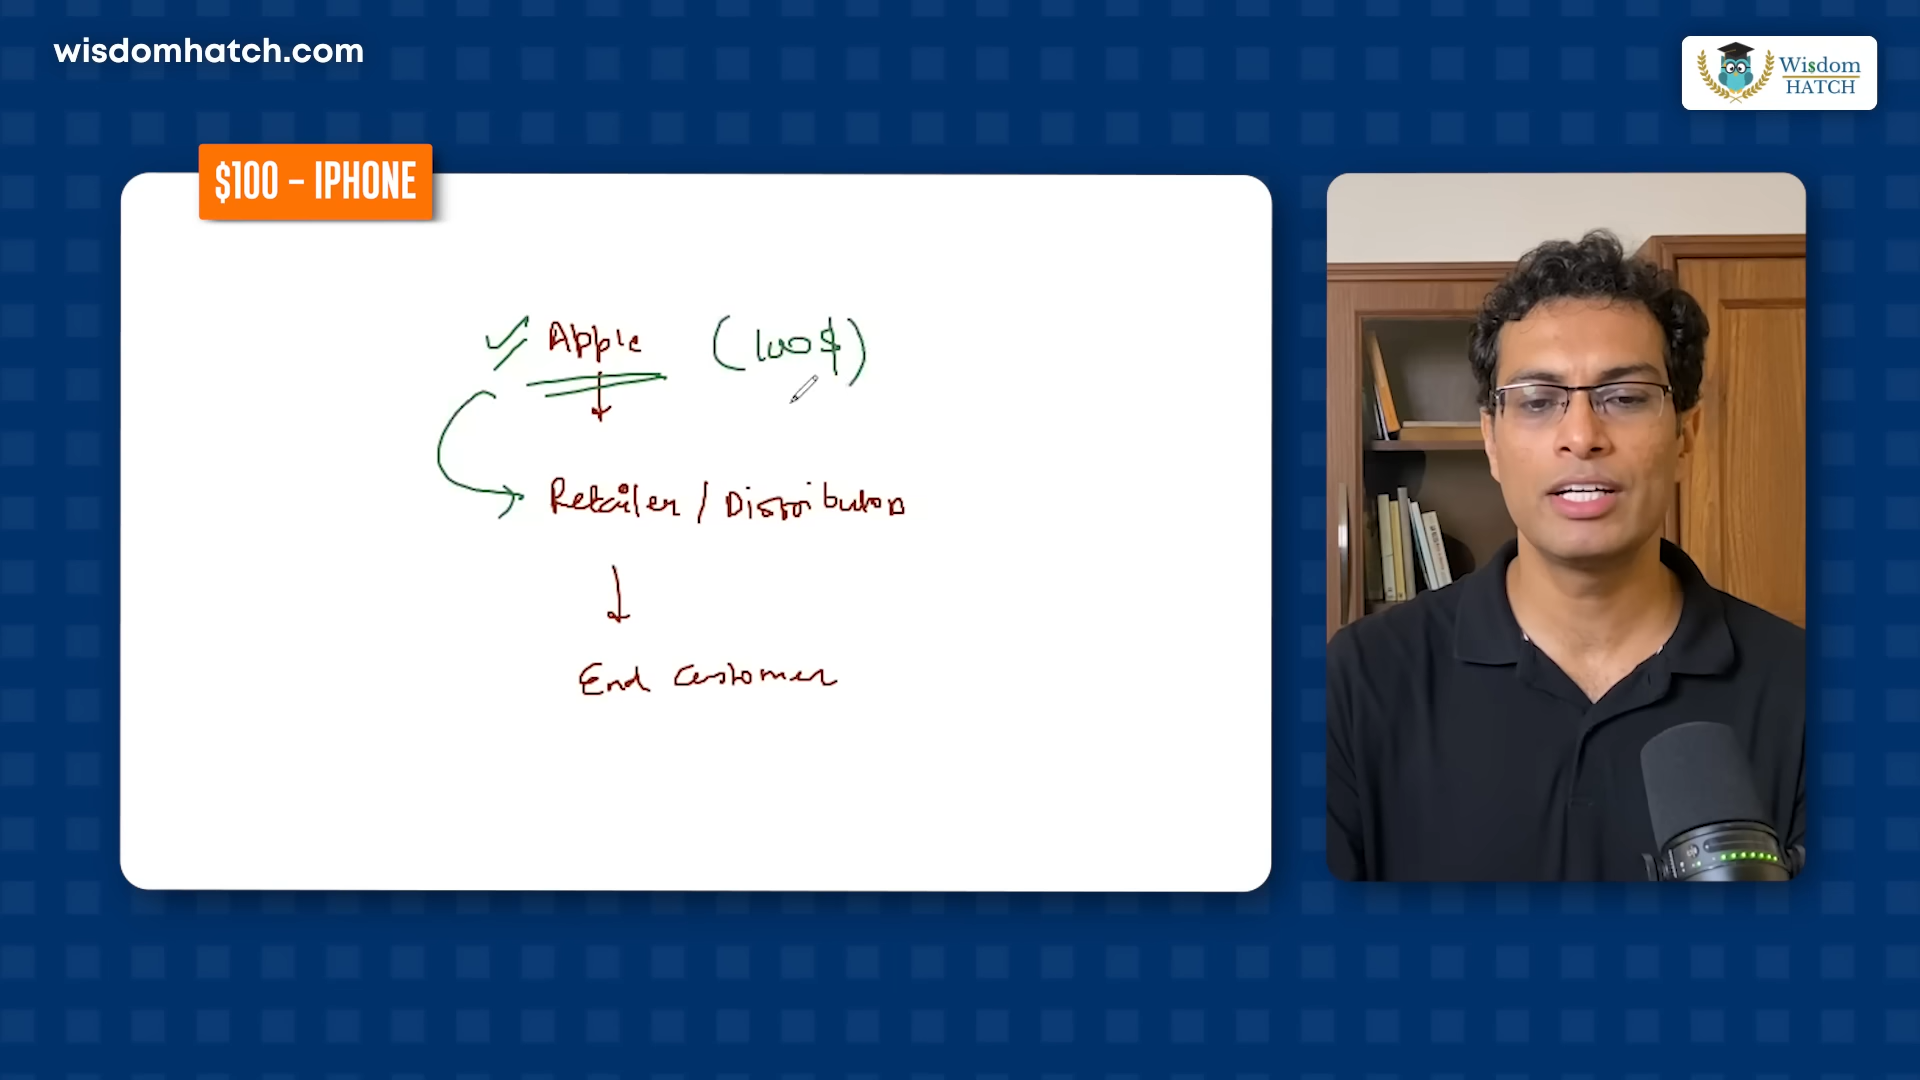 wisdomhatch.com
Wisdom
HATCH
$100 – IPHONE
Apple (100$)
Retailer / Distributor
End Customer